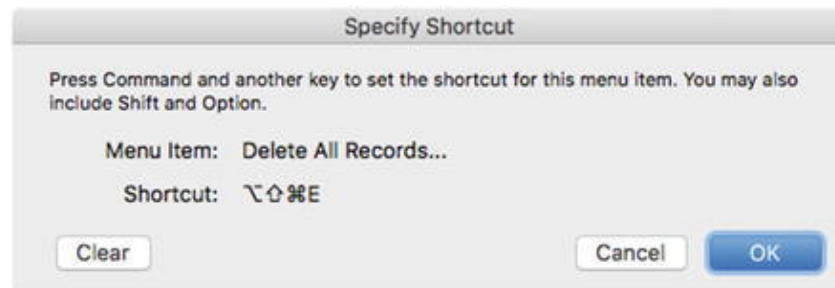 Specify Shortcut
Press Command and another key to set the shortcut for this menu item. You may also
include Shift and Option.
Menu Item: Delete All Records...
Shortcut: ⌥⇧⌘E
Clear Cancel OK